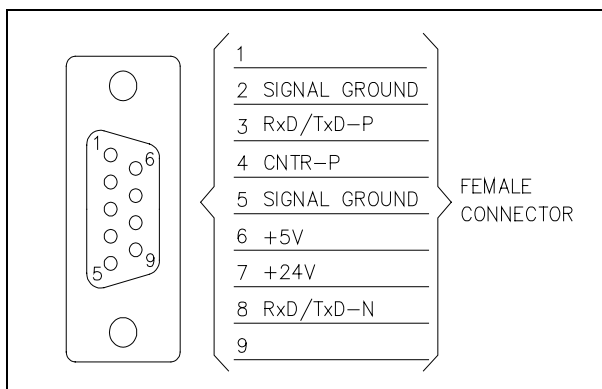 1
6
5
9
1
2 SIGNAL GROUND
3 RxD/TxD-P
4 CNTR-P
5 SIGNAL GROUND
6 +5V
7 +24V
8 RxD/TxD-N
9
FEMALE
CONNECTOR